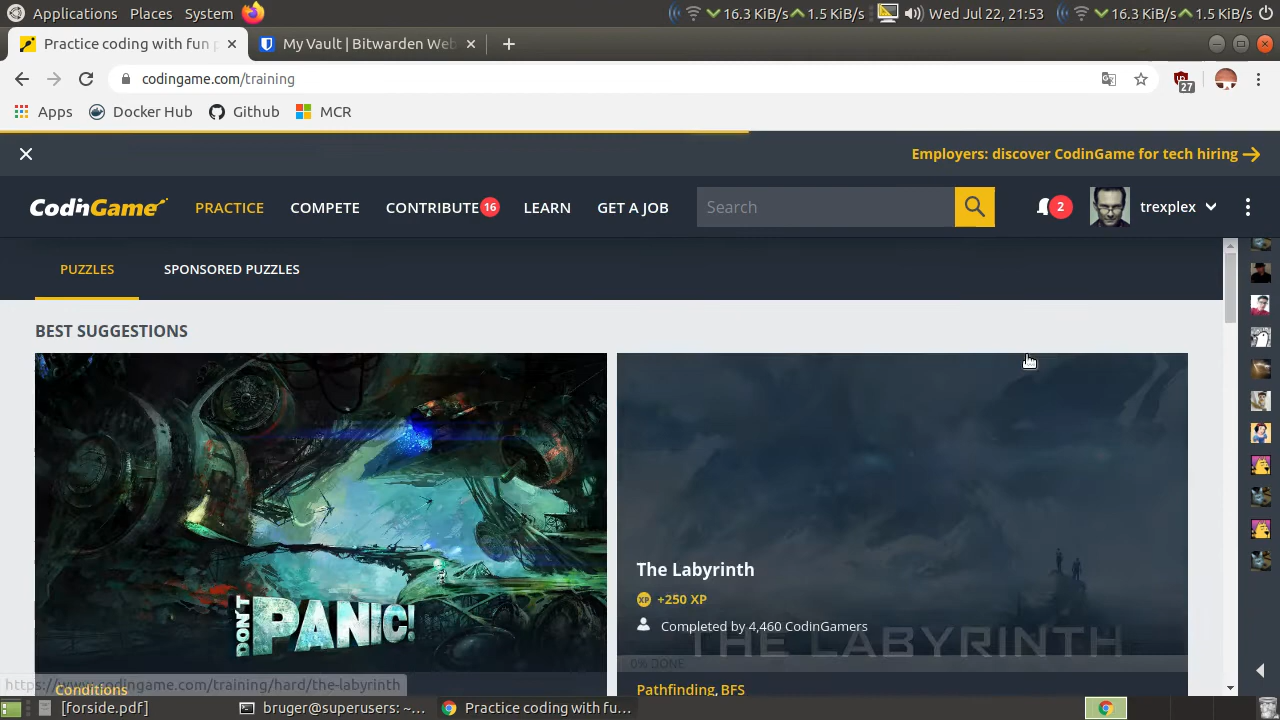 Applications Places System 16.3 KiB/s 1.5 KiB/s Wed Jul 22, 21:53 16.3 KiB/s 1.5 KiB/s
Practice coding with fun p My Vault | Bitwarden Web
codingame.com/training
27
Apps Docker Hub Github MCR
Employers: discover CodinGame for tech hiring
CodinGame PRACTICE COMPETE CONTRIBUTE 16 LEARN GET A JOB Search 2 trexplex
PUZZLES SPONSORED PUZZLES
BEST SUGGESTIONS
DON'T PANIC!
The Labyrinth
XP +250 XP
Completed by 4,460 CodinGamers
THE LABYRINTH
0% DONE
https://www.codingame.com/training/hard/the-labyrinth
Conditions
Pathfinding, BFS
[forside.pdf] bruger@superusers: ~... Practice coding with fu...